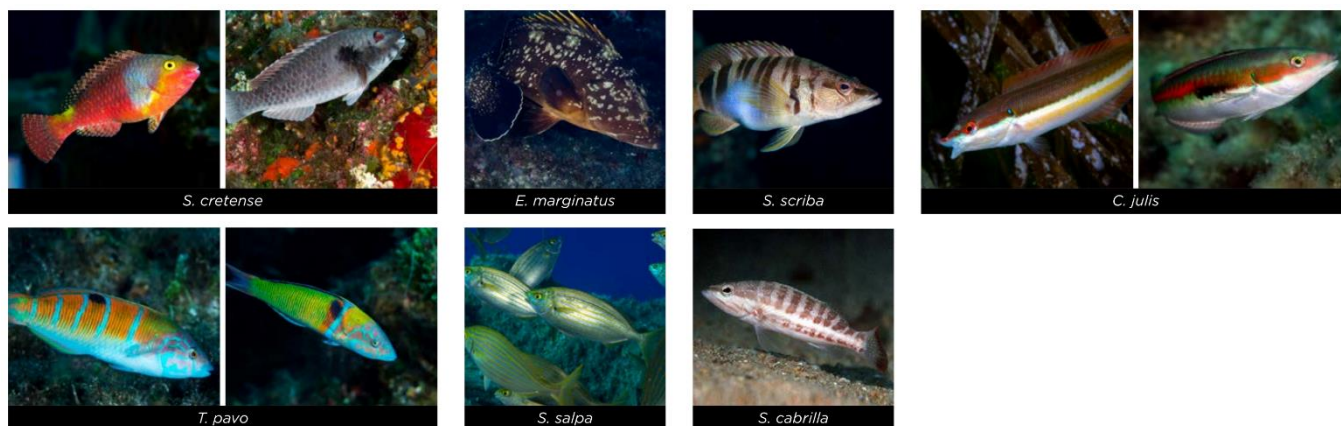 S. cretense
E. marginatus
S. scriba
C. julis
T. pavo
S. salpa
S. cabrilla